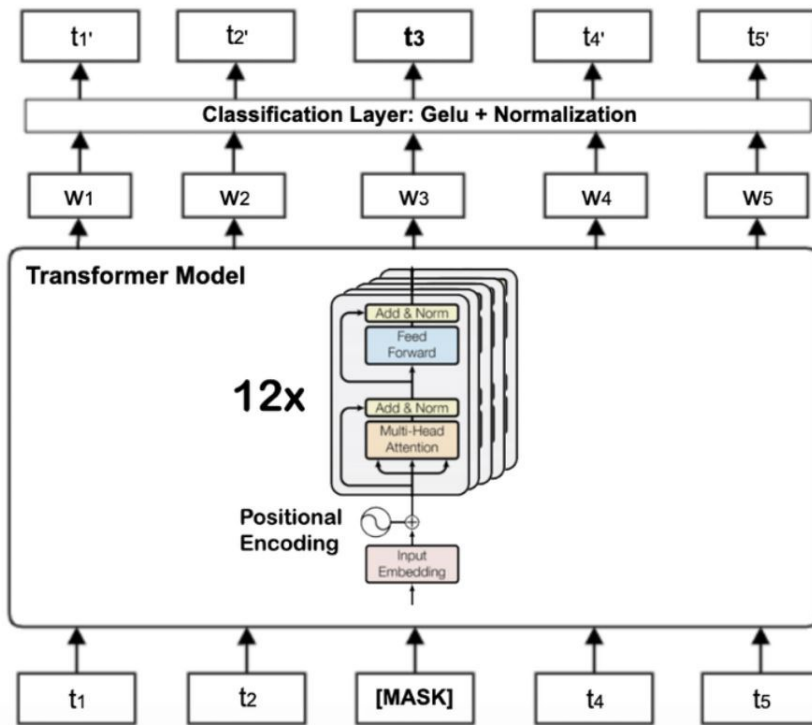 t1' t2' t3 t4' t5'
Classification Layer: Gelu + Normalization
w1 w2 w3 w4 w5
Transformer Model
Add & Norm
Feed
Forward
12x
Add & Norm
Multi-Head
Attention
Positional
Encoding
Input
Embedding
t1 t2 [MASK] t4 t5